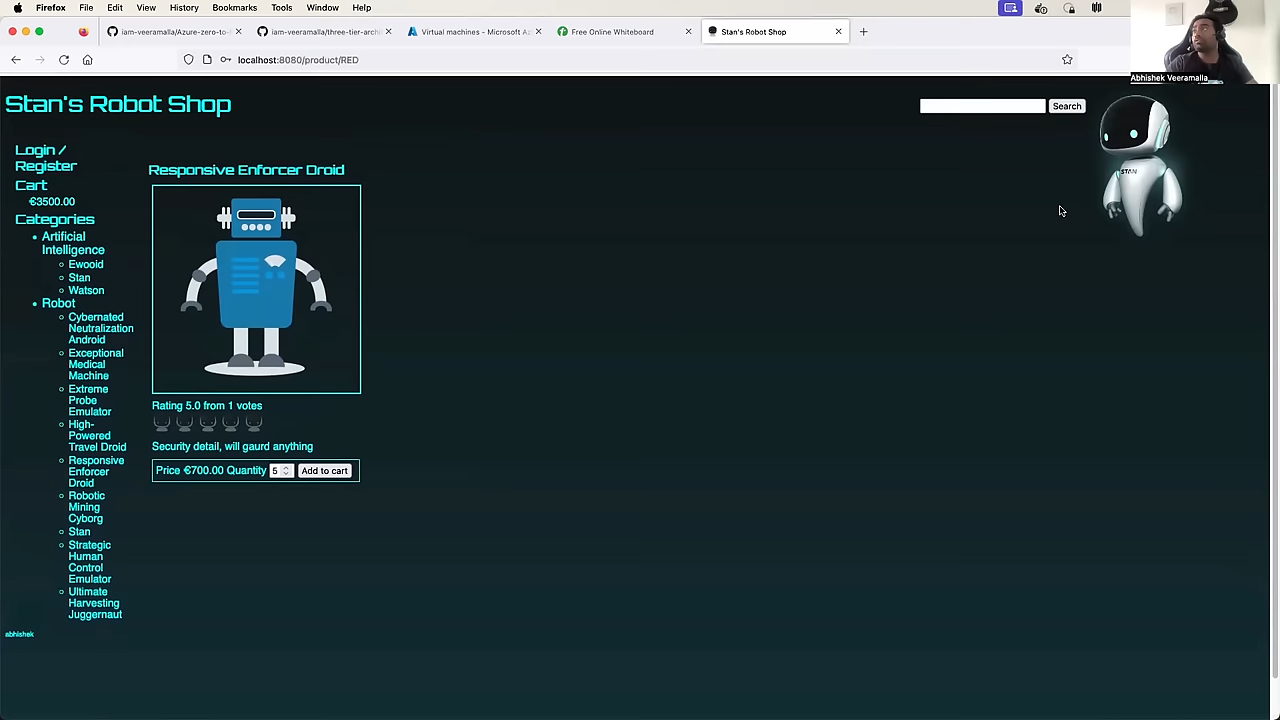 Firefox File Edit View History Bookmarks Tools Window Help
iam-veeramalla/Azure-zero-to-
iam-veeramalla/three-tier-archi
Virtual machines - Microsoft Az
Free Online Whiteboard
Stan's Robot Shop
localhost:8080/product/RED
Abhishek Veeramalla
Stan's Robot Shop
Search
STAN
Login /
Register
Cart
€3500.00
Categories
Artificial
Intelligence
Ewooid
Stan
Watson
Robot
Cybernated
Neutralization
Android
Exceptional
Medical
Machine
Extreme
Probe
Emulator
High-
Powered
Travel Droid
Responsive
Enforcer
Droid
Robotic
Mining
Cyborg
Stan
Strategic
Human
Control
Emulator
Ultimate
Harvesting
Juggernaut
abhishek
Responsive Enforcer Droid
Rating 5.0 from 1 votes
Security detail, will gaurd anything
Price €700.00 Quantity 5 Add to cart